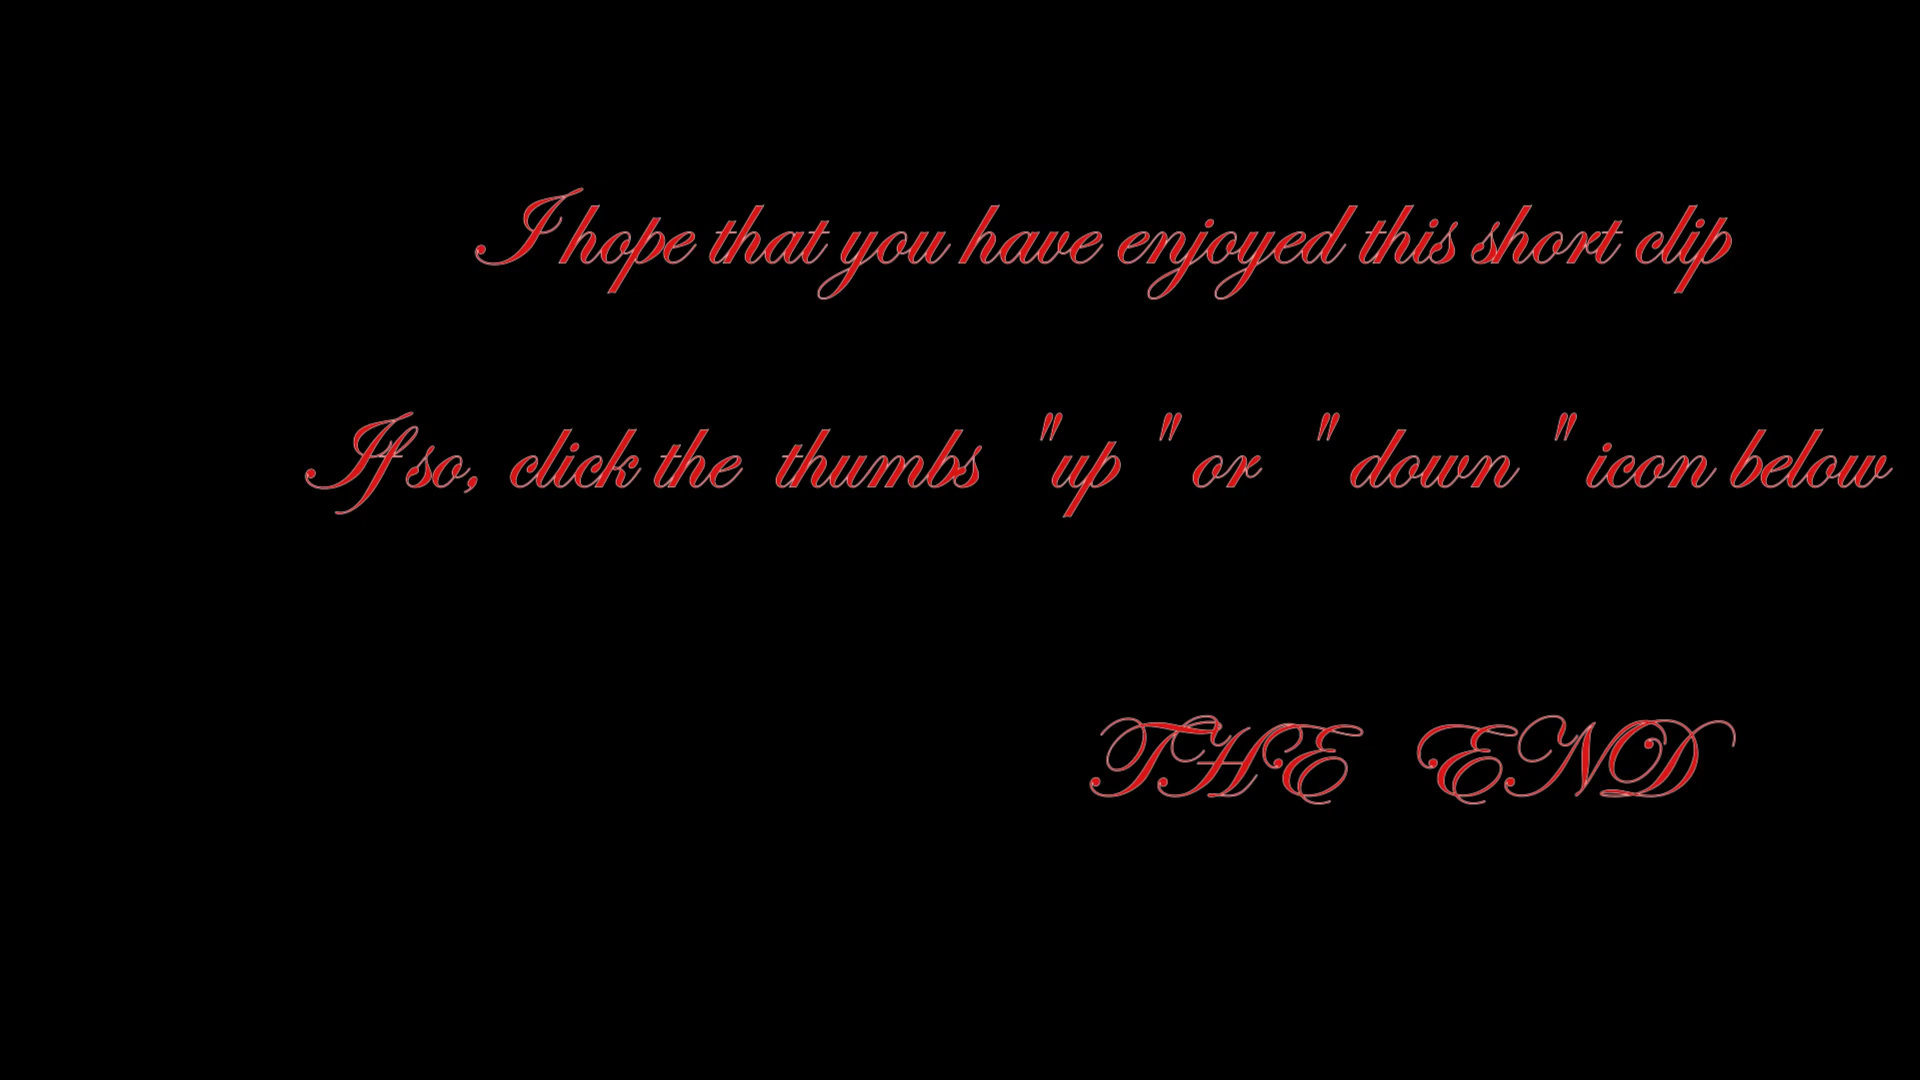 I hope that you have enjoyed this short clip
If so, click the thumbs "up " or " down " icon below
THE END